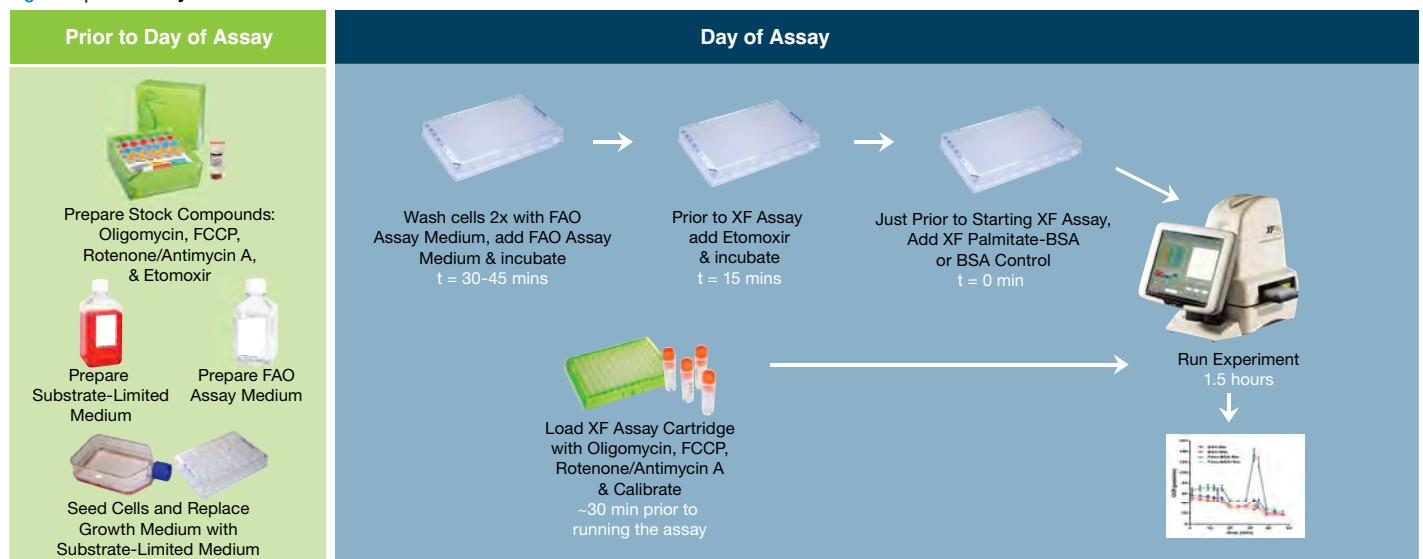 Prior to Day of Assay
Prepare Stock Compounds:
Oligomycin, FCCP,
Rotenone/Antimycin A,
& Etomoxir
Prepare
Substrate-Limited
Medium
Prepare FAO
Assay Medium
Seed Cells and Replace
Growth Medium with
Substrate-Limited Medium
Day of Assay
Wash cells 2x with FAO
Assay Medium, add FAO Assay
Medium & incubate
t = 30-45 mins
Prior to XF Assay
add Etomoxir
& incubate
t = 15 mins
Just Prior to Starting XF Assay,
Add XF Palmitate-BSA
or BSA Control
t = 0 min
Load XF Assay Cartridge
with Oligomycin, FCCP,
Rotenone/Antimycin A
& Calibrate
~30 min prior to
running the assay
Run Experiment
1.5 hours